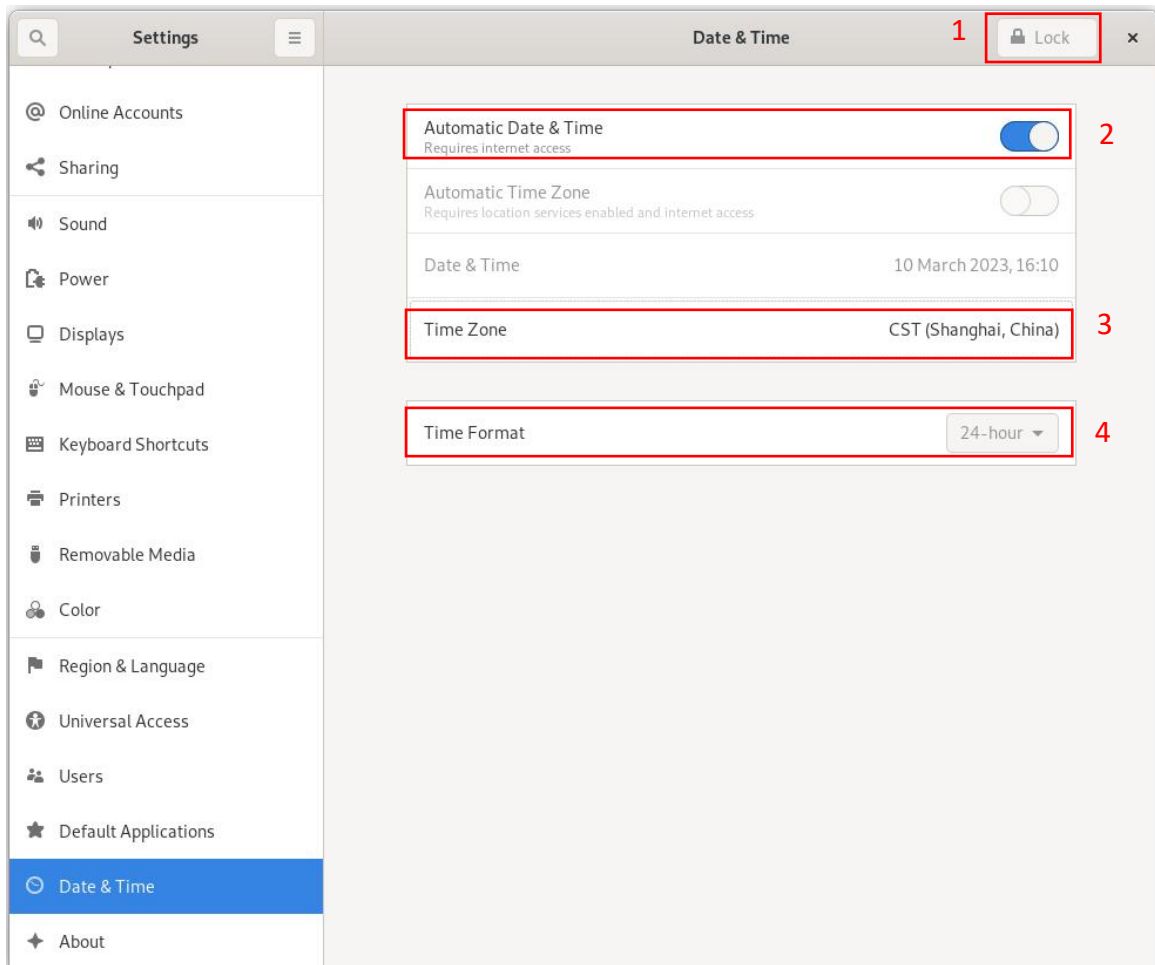 Settings
Date & Time
1
Lock
Online Accounts
Sharing
Sound
Power
Displays
Mouse & Touchpad
Keyboard Shortcuts
Printers
Removable Media
Color
Region & Language
Universal Access
Users
Default Applications
Date & Time
About
Automatic Date & Time
Requires internet access
2
Automatic Time Zone
Requires location services enabled and internet access
Date & Time 10 March 2023, 16:10
Time Zone CST (Shanghai, China) 3
Time Format 24-hour 4